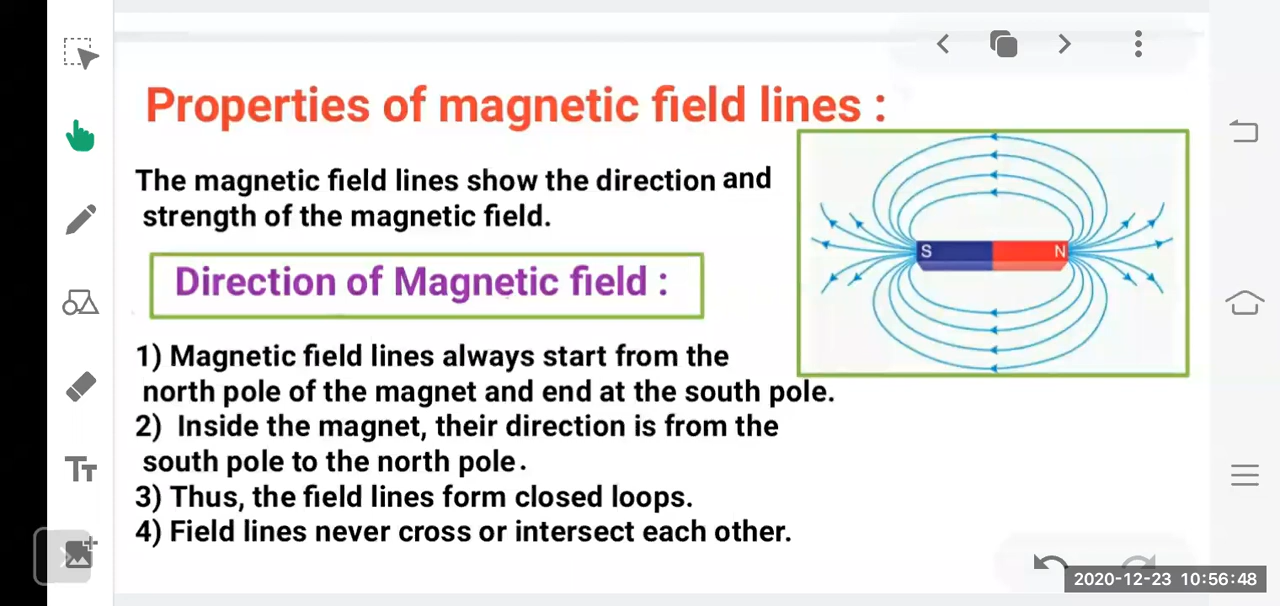 Properties of magnetic field lines :
The magnetic field lines show the direction and
strength of the magnetic field.
S N
Direction of Magnetic field :
1) Magnetic field lines always start from the
north pole of the magnet and end at the south pole.
2) Inside the magnet, their direction is from the
south pole to the north pole.
3) Thus, the field lines form closed loops.
4) Field lines never cross or intersect each other.
TT
2020-12-23 10:56:48